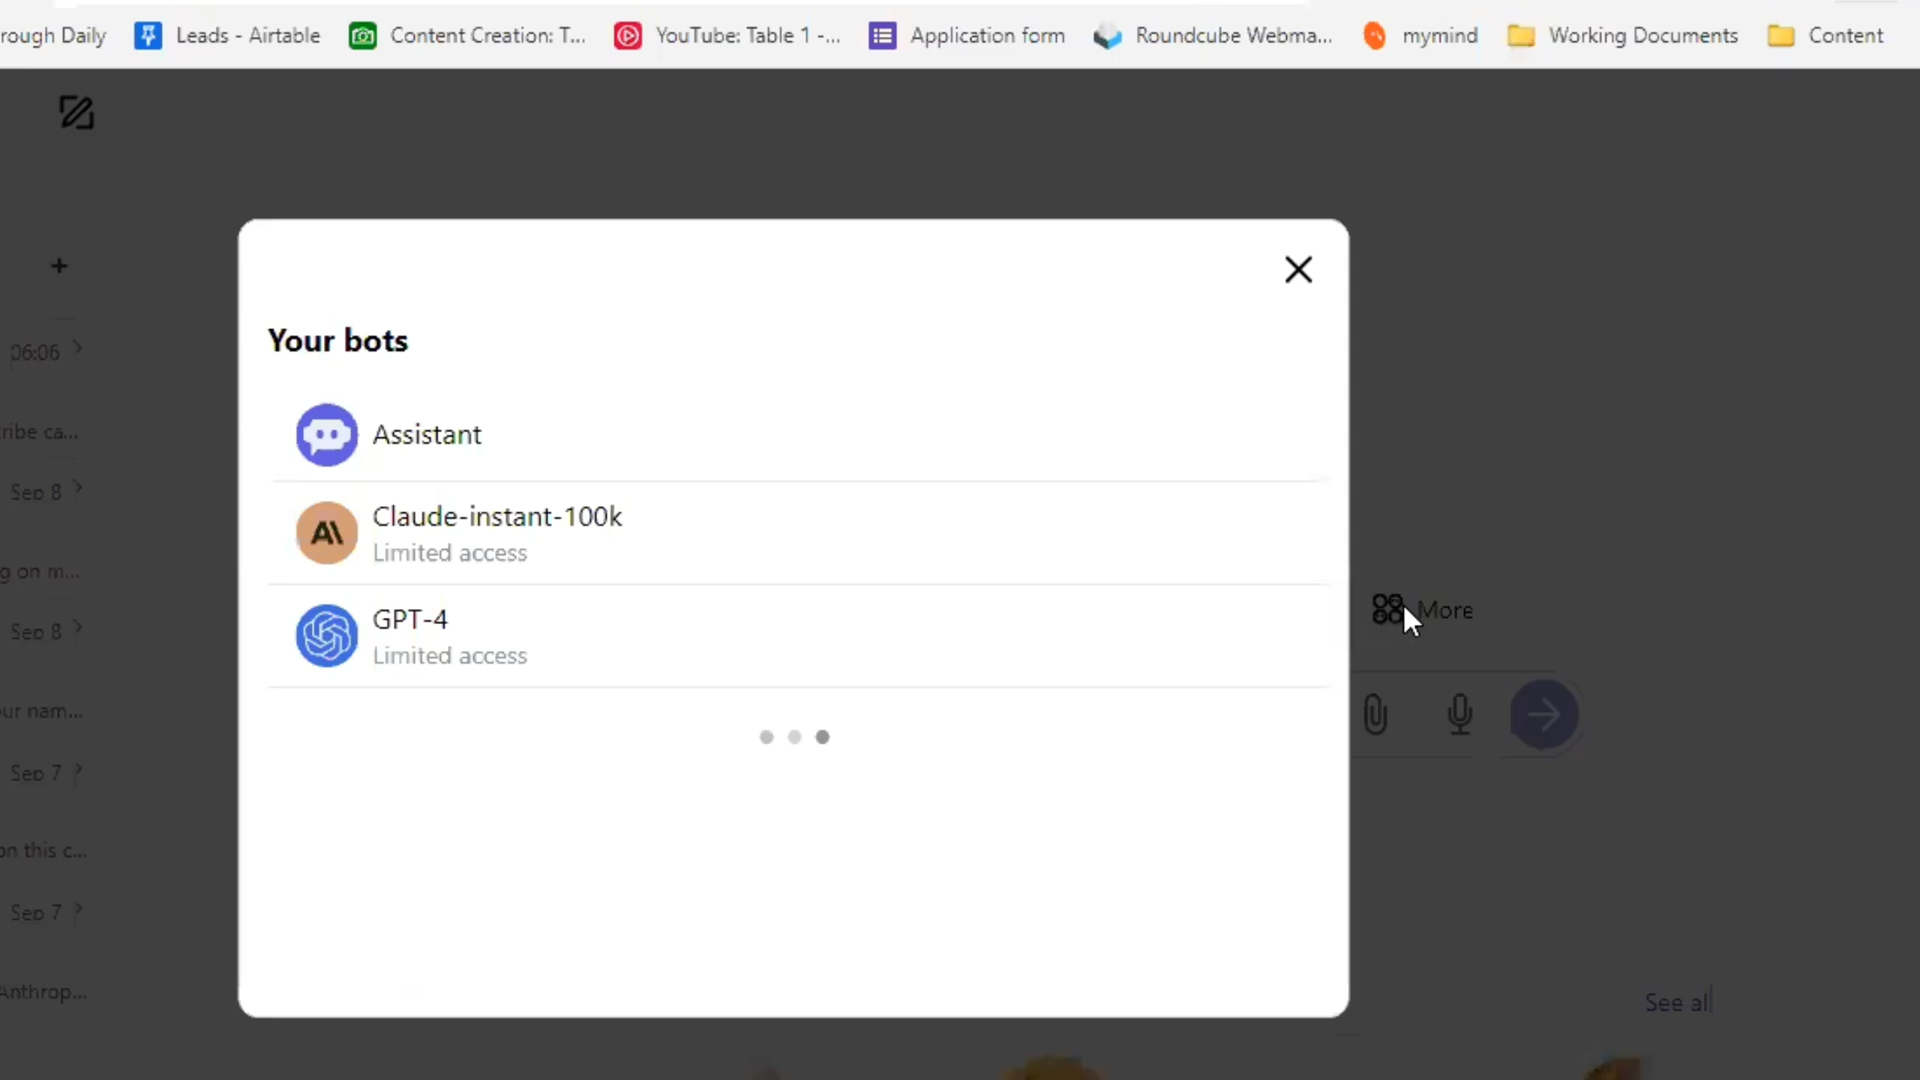 rough Daily
Leads - Airtable
Content Creation: T...
YouTube: Table 1 -...
Application form
Roundcube Webma...
mymind
Working Documents
Content
06:06
ribe ca...
Sep 8
g on m...
Sep 8
our nam...
Sep 7
on this c...
Sep 7
Anthrop...
Your bots
Assistant
Claude-instant-100k
Limited access
GPT-4
Limited access
More
See all